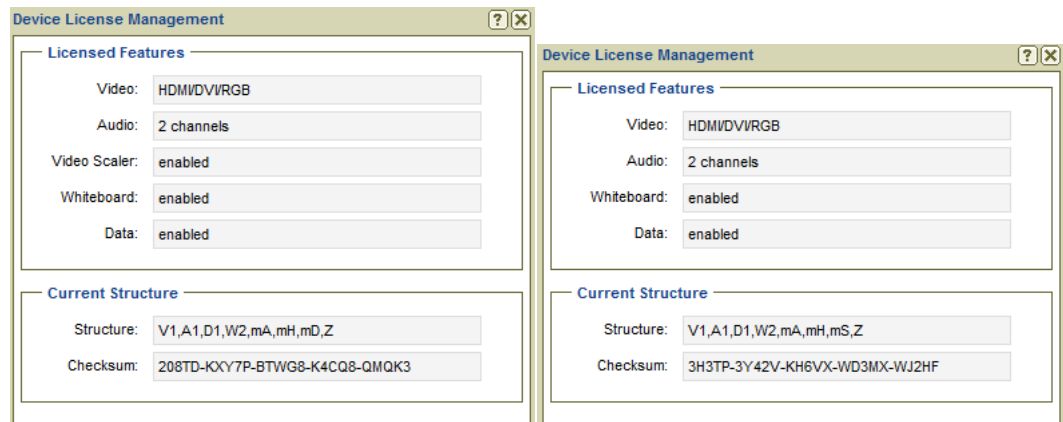 Device License Management
Licensed Features
Video: HDMI/DVI/RGB
Audio: 2 channels
Video Scaler: enabled
Whiteboard: enabled
Data: enabled
Current Structure
Structure: V1,A1,D1,W2,mA,mH,mD,Z
Checksum: 208TD-KXY7P-BTWG8-K4CQ8-QMQK3
Device License Management
Licensed Features
Video: HDMI/DVI/RGB
Audio: 2 channels
Whiteboard: enabled
Data: enabled
Current Structure
Structure: V1,A1,D1,W2,mA,mH,mS,Z
Checksum: 3H3TP-3Y42V-KH6VX-WD3MX-WJ2HF